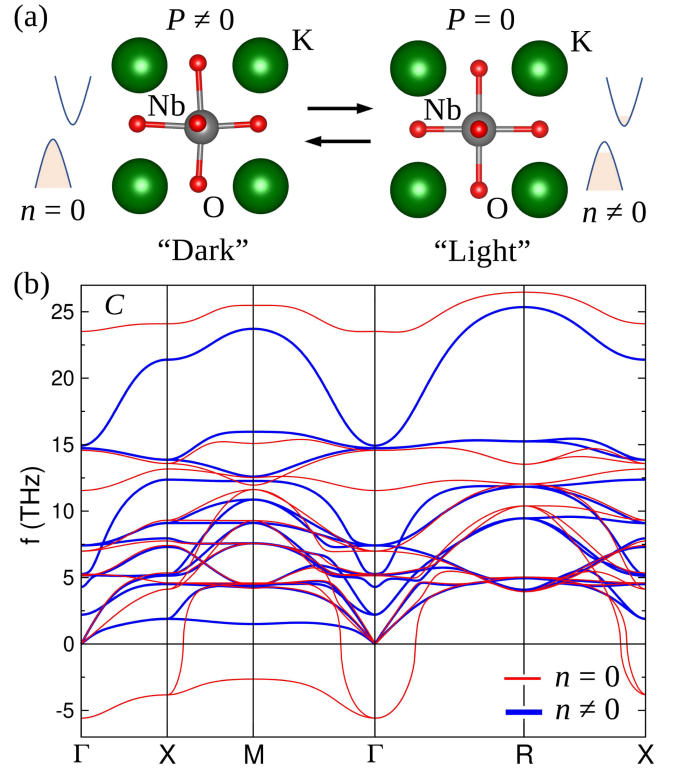 (a)
P ≠ 0
P = 0
K
K
Nb
Nb
n = 0
O
O
n ≠ 0
“Dark”
“Light”
(b)
C
25
20
15
10
5
0
-5
f (THz)
n = 0
n ≠ 0
Γ X M Γ R X